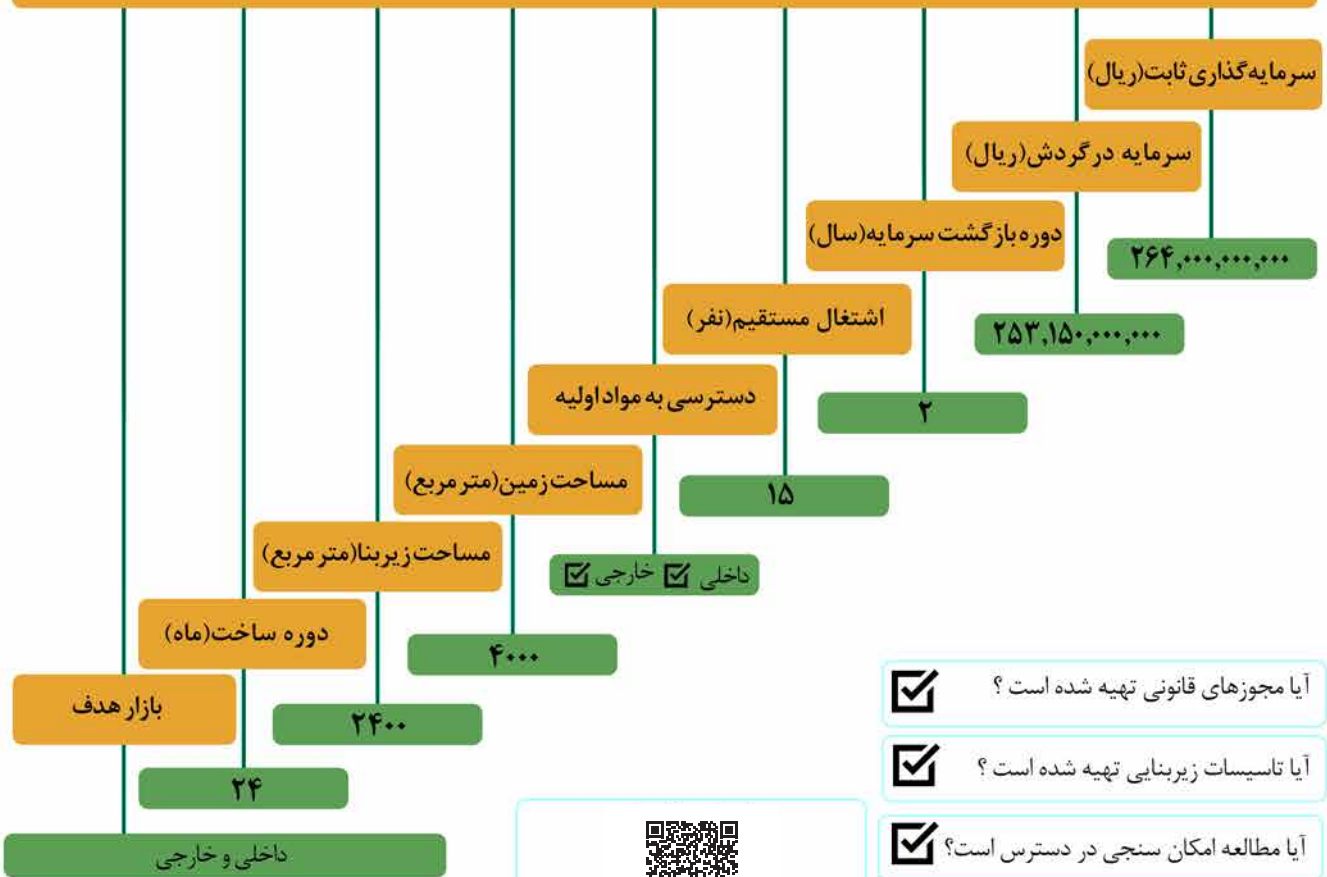 سرمایه‌گذاری ثابت(ریال)
۲۶۴,۰۰۰,۰۰۰,۰۰۰
سرمایه در گردش(ریال)
۲۵۳,۱۵۰,۰۰۰,۰۰۰
دوره بازگشت سرمایه(سال)
۲
اشتغال مستقیم(نفر)
۱۵
دسترسی به مواد اولیه
داخلی ☑ خارجی ☑
مساحت زمین(متر مربع)
۴۰۰۰
مساحت زیربنا(متر مربع)
۲۴۰۰
دوره ساخت(ماه)
۲۴
بازار هدف
داخلی و خارجی
آیا مجوزهای قانونی تهیه شده است ؟ ☑
آیا تاسیسات زیربنایی تهیه شده است ؟ ☑
آیا مطالعه امکان سنجی در دسترس است؟ ☑